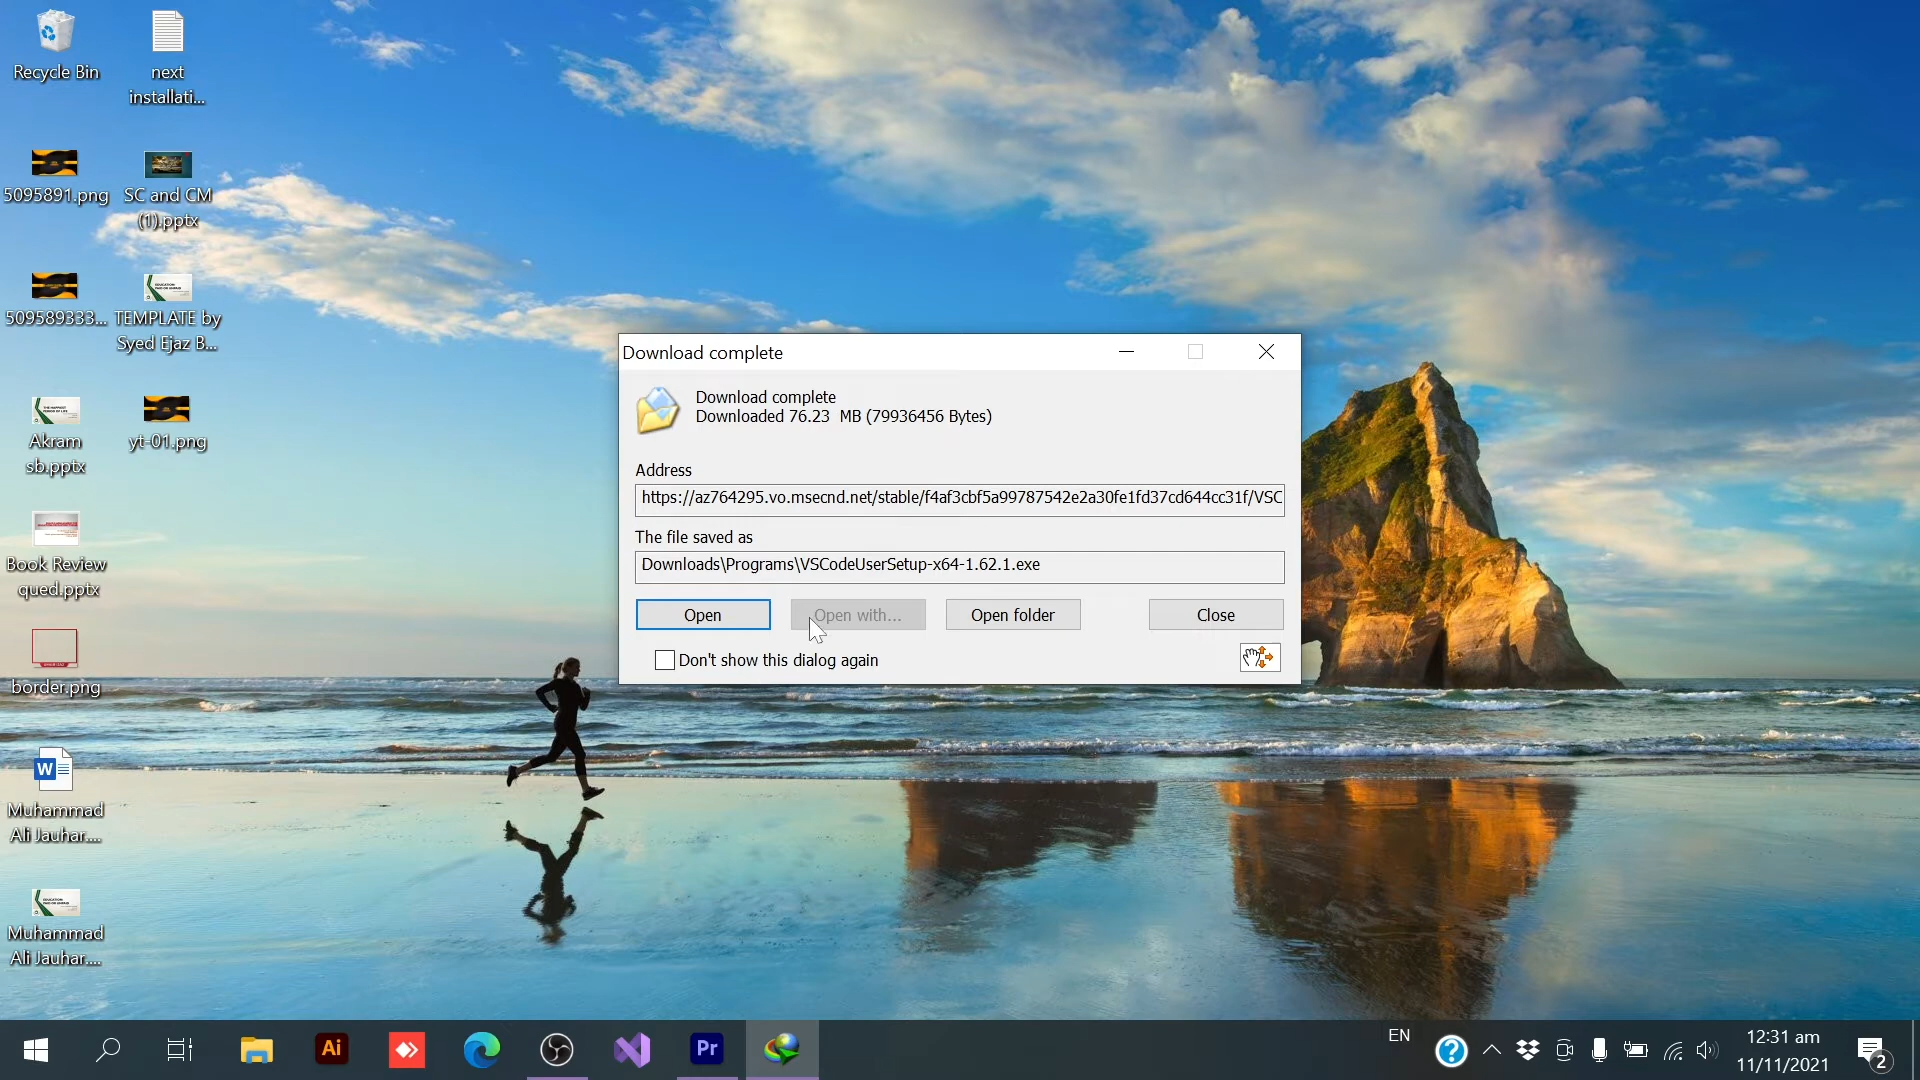 Recycle Bin
next
installati...
5095891.png
SC and CM
(1).pptx
509589333...
TEMPLATE by
Syed Ejaz B...
Akram
sb.pptx
yt-01.png
Book Review
qued.pptx
border.png
Muhammad
Ali Jauhar....
Muhammad
Ali Jauhar....
Download complete
Download complete
Downloaded 76.23 MB (79936456 Bytes)
Address
https://az764295.vo.msecnd.net/stable/f4af3cbf5a99787542e2a30fe1fd37cd644cc31f/VSC
The file saved as
Downloads\Programs\VSCodeUserSetup-x64-1.62.1.exe
Open
Open with...
Open folder
Close
Don't show this dialog again
W
Ai
Pr
EN
?
12:31 am
11/11/2021
2